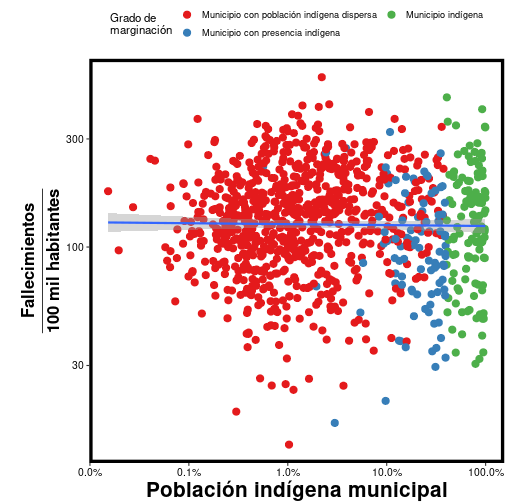 Grado de
marginación
Municipio con población indígena dispersa
Municipio indígena
Municipio con presencia indígena
300
100
30
Fallecimientos
100 mil habitantes
0.0%
0.1%
1.0%
10.0%
100.0%
Población indígena municipal